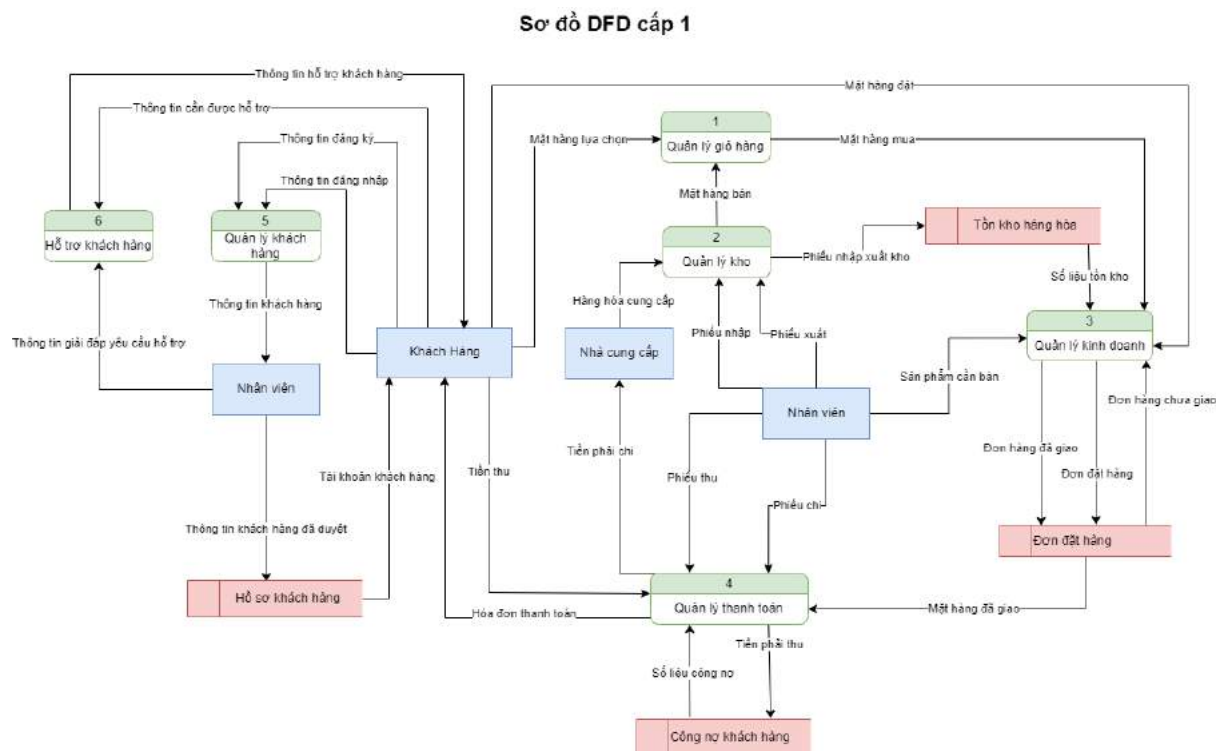 Sơ đồ DFD cấp 1
Thông tin hỗ trợ khách hàng
Mặt hàng đặt
Thông tin cần được hỗ trợ
1
Thông tin đăng ký
Mặt hàng lựa chọn
Quản lý giỏ hàng
Mặt hàng mua
Thông tin đăng nhập
Mặt hàng bán
6
5
Hỗ trợ khách hàng
Quản lý khách
hàng
2
Tồn kho hàng hóa
Quản lý kho
Phiếu nhập xuất kho
Số liệu tồn kho
Thông tin khách hàng
Hàng hóa cung cấp
3
Thông tin giải đáp yêu cầu hỗ trợ
Khách Hàng
Nhà cung cấp
Phiếu nhập
Phiếu xuất
Quản lý kinh doanh
Nhân viên
Sản phẩm cần bán
Nhân viên
Đơn hàng chưa giao
Đơn hàng đã giao
Tài khoản khách hàng
Tiền thu
Tiền phải chi
Phiếu thu
Đơn đặt hàng
Phiếu chi
Thông tin khách hàng đã duyệt
Đơn đặt hàng
4
Hồ sơ khách hàng
Hóa đơn thanh toán
Quản lý thanh toán
Mặt hàng đã giao
Tiền phải thu
Số liệu công nợ
Công nợ khách hàng